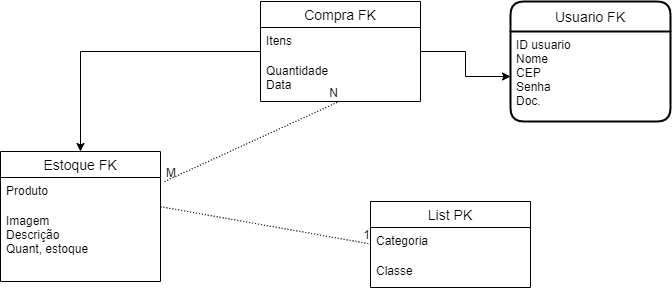 Compra FK
Itens
Quantidade
Data
N
Usuario FK
ID usuario
Nome
CEP
Senha
Doc.
Estoque FK
Produto
Imagem
Descrição
Quant, estoque
M
List PK
1
Categoria
Classe